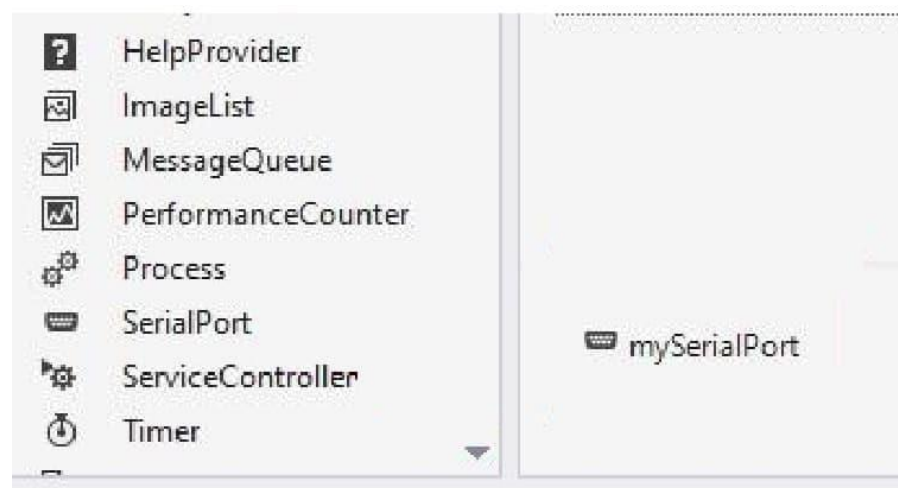 HelpProvider
ImageList
MessageQueue
PerformanceCounter
Process
SerialPort
ServiceController
Timer
mySerialPort